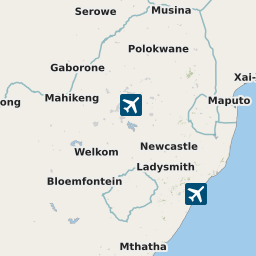 Musina
Serowe
Polokwane
Gaborone
Xai-
ong
Mahikeng
Maputo
Newcastle
Welkom
Ladysmith
Bloemfontein
Mthatha